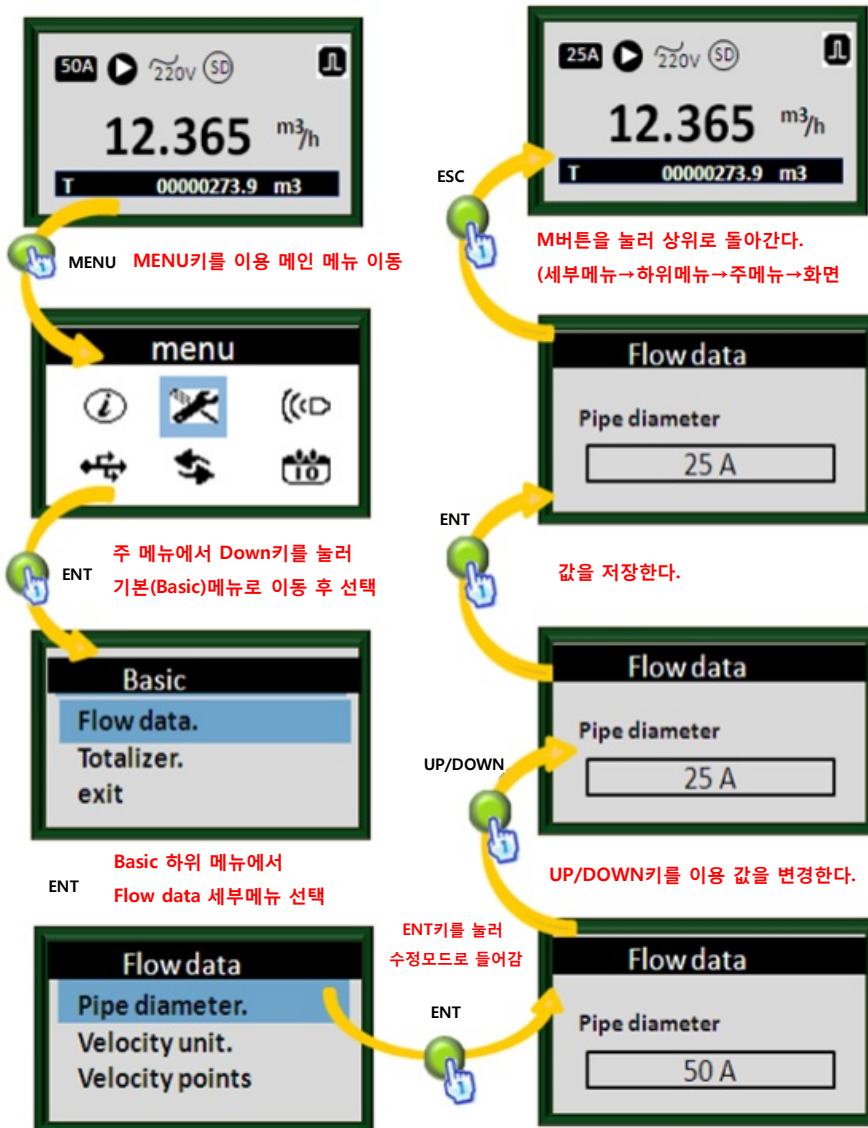 50A 220V SD
12.365 m3/h
T 00000273.9 m3
MENU MENU키를 이용 메인 메뉴 이동
menu
i
10
ENT
주 메뉴에서 Down키를 눌러
기본(Basic)메뉴로 이동 후 선택
Basic
Flow data.
Totalizer.
exit
ENT
Basic 하위 메뉴에서
Flow data 세부메뉴 선택
Flow data
Pipe diameter.
Velocity unit.
Velocity points
ENT키를 눌러
수정모드로 들어감
ENT
Flow data
Pipe diameter
50 A
UP/DOWN
UP/DOWN키를 이용 값을 변경한다.
Flow data
Pipe diameter
25 A
ENT
값을 저장한다.
Flow data
Pipe diameter
25 A
ESC
M버튼을 눌러 상위로 돌아간다.
(세부메뉴→하위메뉴→주메뉴→화면
25A 220V SD
12.365 m3/h
T 00000273.9 m3